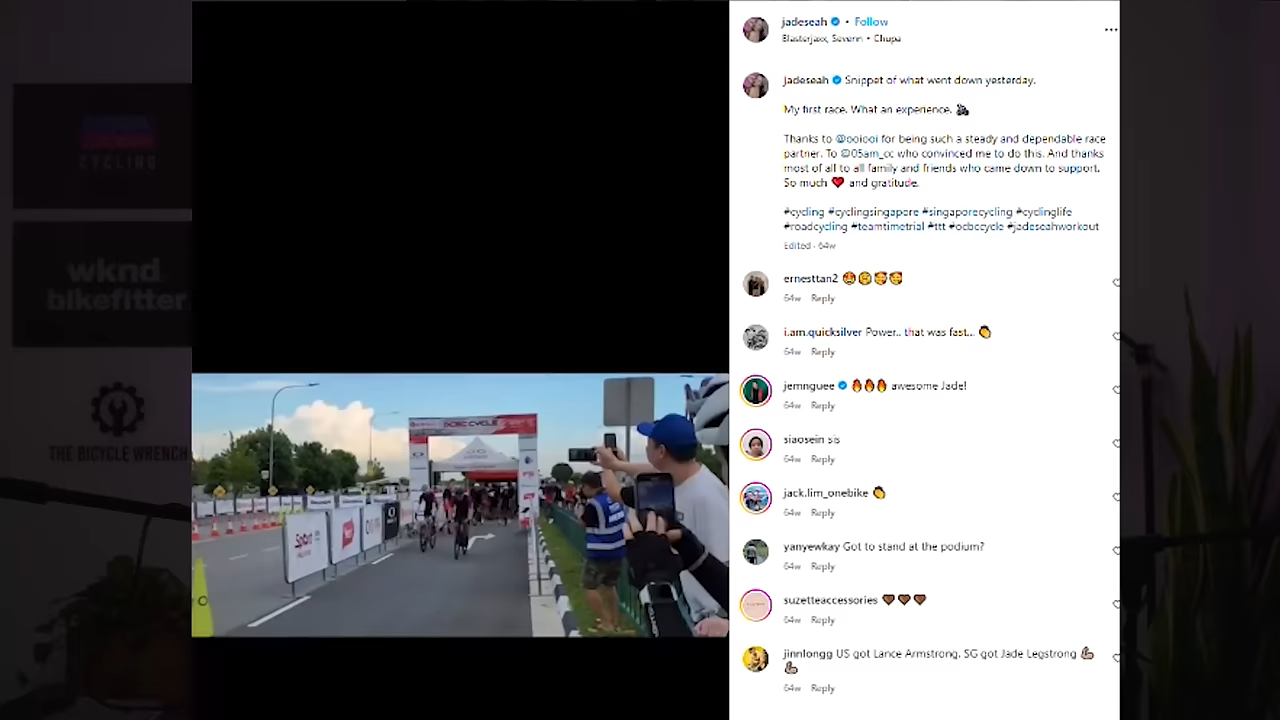 jadeseah • Follow
Blasterjaxx, Severin • Chupa
jadeseah Snippet of what went down yesterday.
My first race. What an experience.
Thanks to @ooiooi for being such a steady and dependable race
partner. To @05am_cc who convinced me to do this. And thanks
most of all to all family and friends who came down to support.
So much ❤️ and gratitude.
#cycling #cyclingsingapore #singaporecycling #cyclinglife
#roadcycling #teamtimetrial #ttt #ocbccycle #jadeseahworkout
Edited · 64w
ernesttan2
64w Reply
i.am.quicksilver Power.. that was fast... 👏
64w Reply
jemnguee 🔥🔥🔥 awesome Jade!
64w Reply
siaosein sis
64w Reply
jack.lim_onebike 👏
64w Reply
yanyewkay Got to stand at the podium?
64w Reply
suzetteaccessories 🤎🤎🤎
64w Reply
jinnlongg US got Lance Armstrong, SG got Jade Legstrong 💪
💪
64w Reply
CYCLING
wknd
bikefitter
THE BICYCLE WRENCH
OCBC CYCLE
Sport